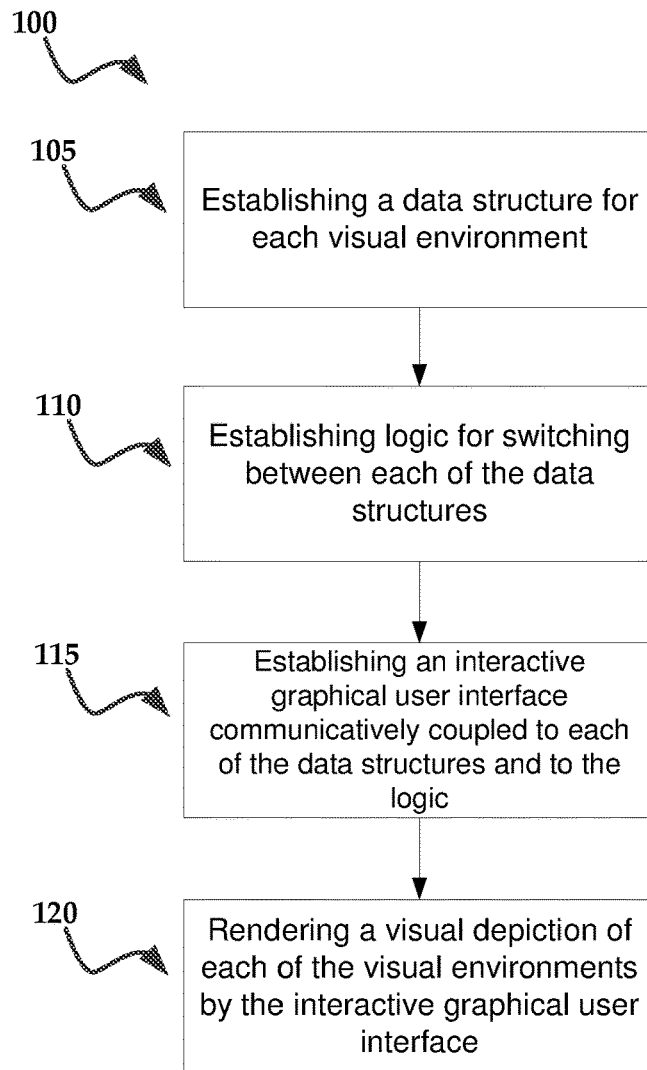 100
105
Establishing a data structure for
each visual environment
110
Establishing logic for switching
between each of the data
structures
115
Establishing an interactive
graphical user interface
communicatively coupled to each
of the data structures and to the
logic
120
Rendering a visual depiction of
each of the visual environments
by the interactive graphical user
interface